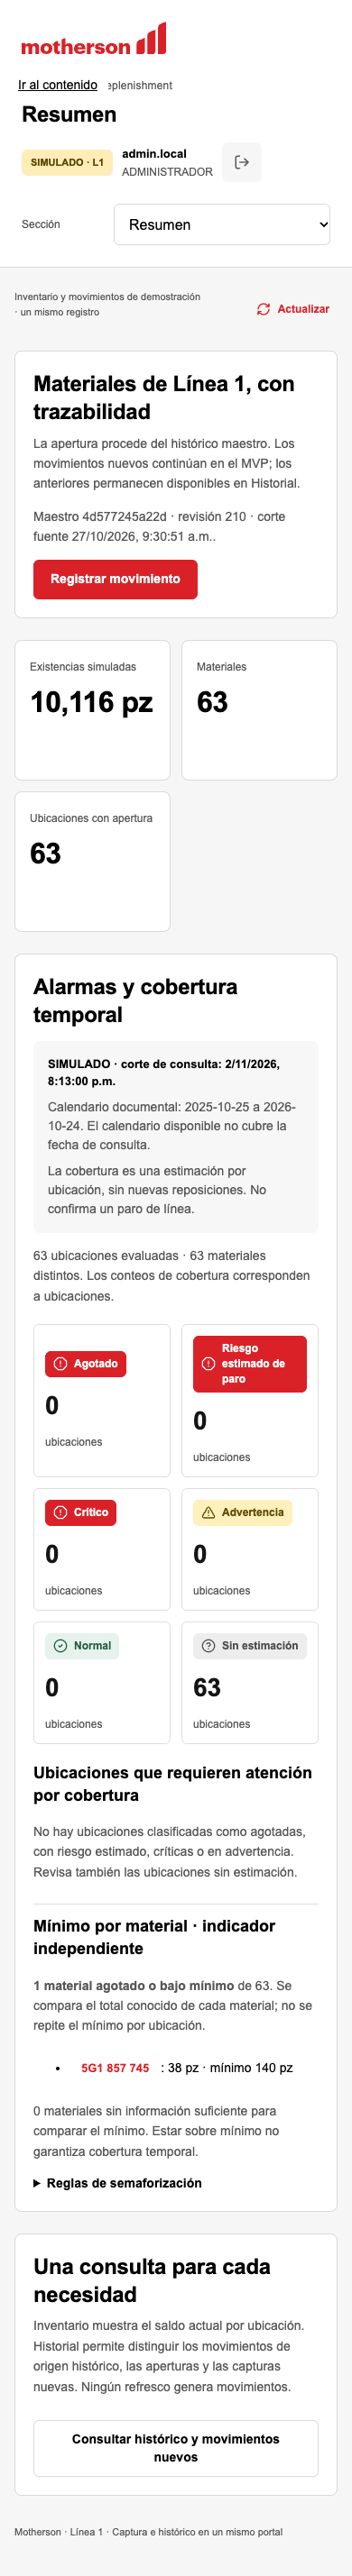 motherson
Ir al contenido eplenishment
Resumen
SIMULADO · L1
admin.local
ADMINISTRADOR
Sección
Resumen
Inventario y movimientos de demostración
· un mismo registro
Actualizar
Materiales de Línea 1, con
trazabilidad
La apertura procede del histórico maestro. Los
movimientos nuevos continúan en el MVP; los
anteriores permanecen disponibles en Historial.
Maestro 4d577245a22d · revisión 210 · corte
fuente 27/10/2026, 9:30:51 a.m..
Registrar movimiento
Existencias simuladas
10,116 pz
Materiales
63
Ubicaciones con apertura
63
Alarmas y cobertura
temporal
SIMULADO · corte de consulta: 2/11/2026,
8:13:00 p.m.
Calendario documental: 2025-10-25 a 2026-
10-24. El calendario disponible no cubre la
fecha de consulta.
La cobertura es una estimación por
ubicación, sin nuevas reposiciones. No
confirma un paro de línea.
63 ubicaciones evaluadas · 63 materiales
distintos. Los conteos de cobertura corresponden
a ubicaciones.
Agotado
0
ubicaciones
Riesgo
estimado de
paro
0
ubicaciones
Crítico
0
ubicaciones
Advertencia
0
ubicaciones
Normal
0
ubicaciones
Sin estimación
63
ubicaciones
Ubicaciones que requieren atención
por cobertura
No hay ubicaciones clasificadas como agotadas,
con riesgo estimado, críticas o en advertencia.
Revisa también las ubicaciones sin estimación.
Mínimo por material · indicador
independiente
1 material agotado o bajo mínimo de 63. Se
compara el total conocido de cada material; no se
repite el mínimo por ubicación.
• 5G1 857 745 : 38 pz · mínimo 140 pz
0 materiales sin información suficiente para
comparar el mínimo. Estar sobre mínimo no
garantiza cobertura temporal.
▶ Reglas de semaforización
Una consulta para cada
necesidad
Inventario muestra el saldo actual por ubicación.
Historial permite distinguir los movimientos de
origen histórico, las aperturas y las capturas
nuevas. Ningún refresco genera movimientos.
Consultar histórico y movimientos
nuevos
Motherson · Línea 1 · Captura e histórico en un mismo portal